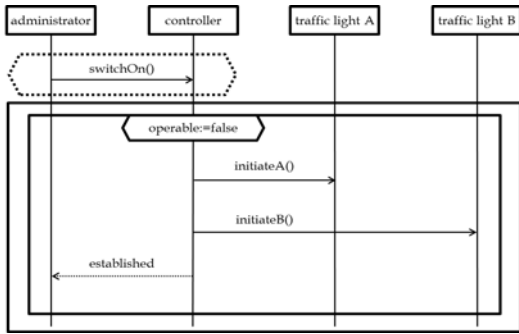 administrator
controller
traffic light A
traffic light B
switchOn()
operable:=false
initiateA()
initiateB()
established